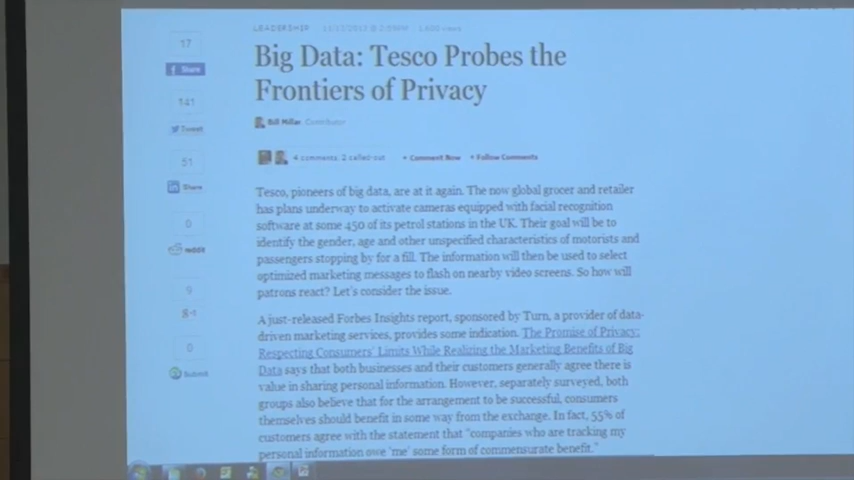 LEADERSHIP
Big Data: Tesco Probes the
Frontiers of Privacy
Bill Millar, Contributor
4 comments, 2 called-out + Comment Now + Follow Comments
17
Share
141
Tweet
51
in Share
0
reddit
9
g+1
0
Submit
Tesco, pioneers of big data, are at it again. The now global grocer and retailer
has plans underway to activate cameras equipped with facial recognition
software at some 450 of its petrol stations in the UK. Their goal will be to
identify the gender, age and other unspecified characteristics of motorists and
passengers stopping by for a fill. The information will then be used to select
optimized marketing messages to flash on nearby video screens. So how will
patrons react? Let's consider the issue.
A just-released Forbes Insights report, sponsored by Turn, a provider of data-
driven marketing services, provides some indication. The Promise of Privacy:
Respecting Consumers' Limits While Realizing the Marketing Benefits of Big
Data says that both businesses and their customers generally agree there is
value in sharing personal information. However, separately surveyed, both
groups also believe that for the arrangement to be successful, consumers
themselves should benefit in some way from the exchange. In fact, 55% of
customers agree with the statement that "companies who are tracking my
personal information owe 'me' some form of commensurate benefit."